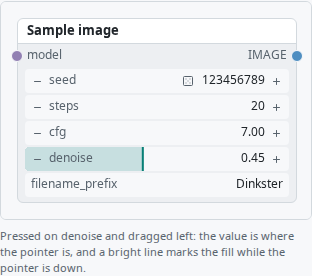 Sample image
model IMAGE
– seed 123456789 +
– steps 20 +
– cfg 7.00 +
– denoise 0.45 +
filename_prefix Dinkster
Pressed on denoise and dragged left: the value is where
the pointer is, and a bright line marks the fill while the
pointer is down.